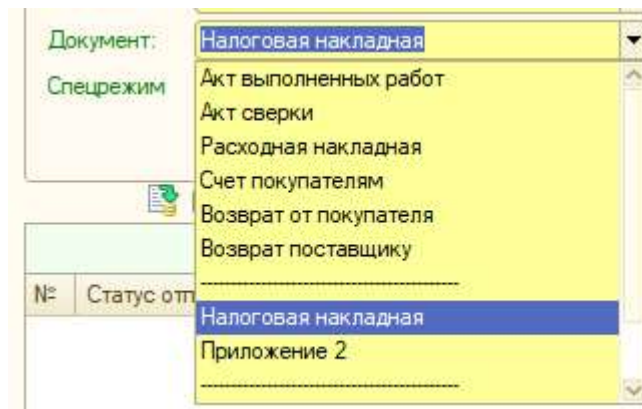 Документ: Налоговая накладная
Спецрежим
Акт выполненных работ
Акт сверки
Расходная накладная
Счет покупателям
Возврат от покупателя
Возврат поставщику
----------------------------------------
№ Статус отп
Налоговая накладная
Приложение 2
----------------------------------------